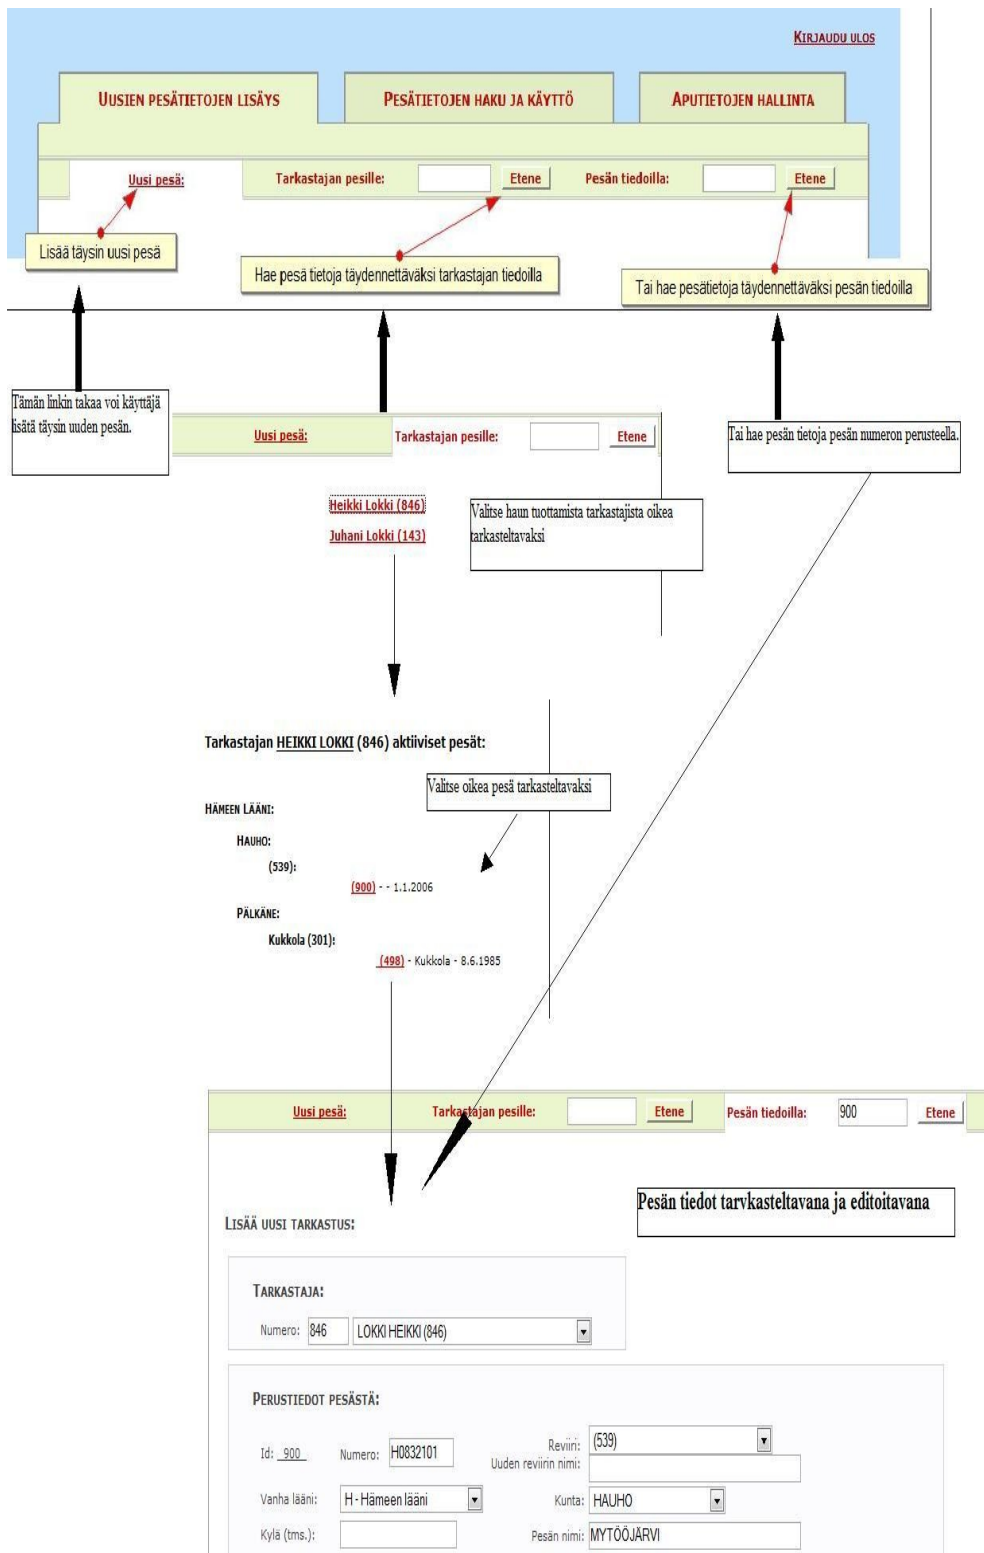 KIRJAUDU ULOS
UUSIEN PESÄTIETOJEN LISÄYS PESÄTIETOJEN HAKU JA KÄYTTÖ APUTIETOJEN HALLINTA
Uusi pesä: Tarkastajan pesille: Etene Pesän tiedoilla: Etene
Lisää täysin uusi pesä
Hae pesä tietoja täydennettäväksi tarkastajan tiedoilla
Tai hae pesätietoja täydennettäväksi pesän tiedoilla
Tämän linkin takaa voi käyttäjä
lisätä täysin uuden pesän.
Uusi pesä: Tarkastajan pesille: Etene
Tai hae pesän tietoja pesän numeron perusteella.
Heikki Lokki (846)
Juhani Lokki (143)
Valitse haun tuottamista tarkastajista oikea
tarkasteltavaksi
Tarkastajan HEIKKI LOKKI (846) aktiiviset pesät:
Valitse oikea pesä tarkasteltavaksi
HÄMEEN LÄÄNI:
HAUHO:
(539):
(900) - - 1.1.2006
PÄLKÄNE:
Kukkola (301):
(498) - Kukkola - 8.6.1985
Uusi pesä: Tarkastajan pesille: Etene Pesän tiedoilla: 900 Etene
Pesän tiedot tarvkasteltavana ja editoitavana
LISÄÄ UUSI TARKASTUS:
TARKASTAJA:
Numero: 846 LOKKI HEIKKI (846)
PERUSTIEDOT PESÄSTÄ:
Id: 900 Numero: H0832101 Reviiri: (539)
Uuden reviirin nimi:
Vanha lääni: H - Hämeen lääni Kunta: HAUHO
Kylä (tms.): Pesän nimi: MYTÖÖJÄRVI